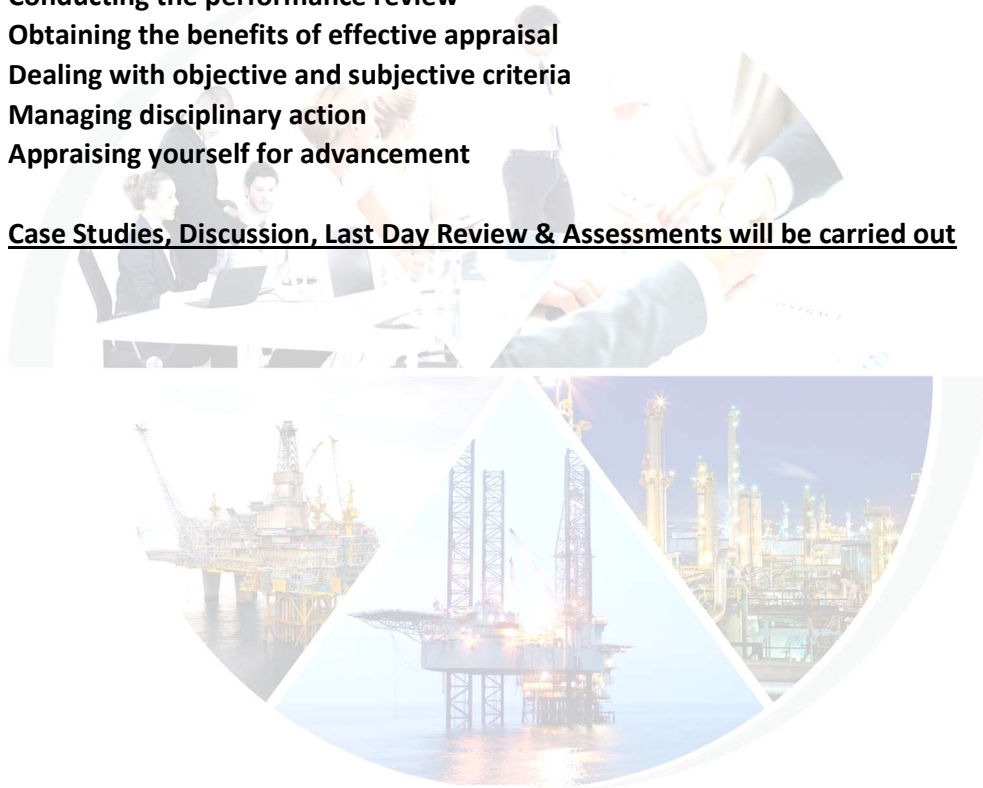 Conducting the performance review
Obtaining the benefits of effective appraisal
Dealing with objective and subjective criteria
Managing disciplinary action
Appraising yourself for advancement
Case Studies, Discussion, Last Day Review & Assessments will be carried out
CONTRACT